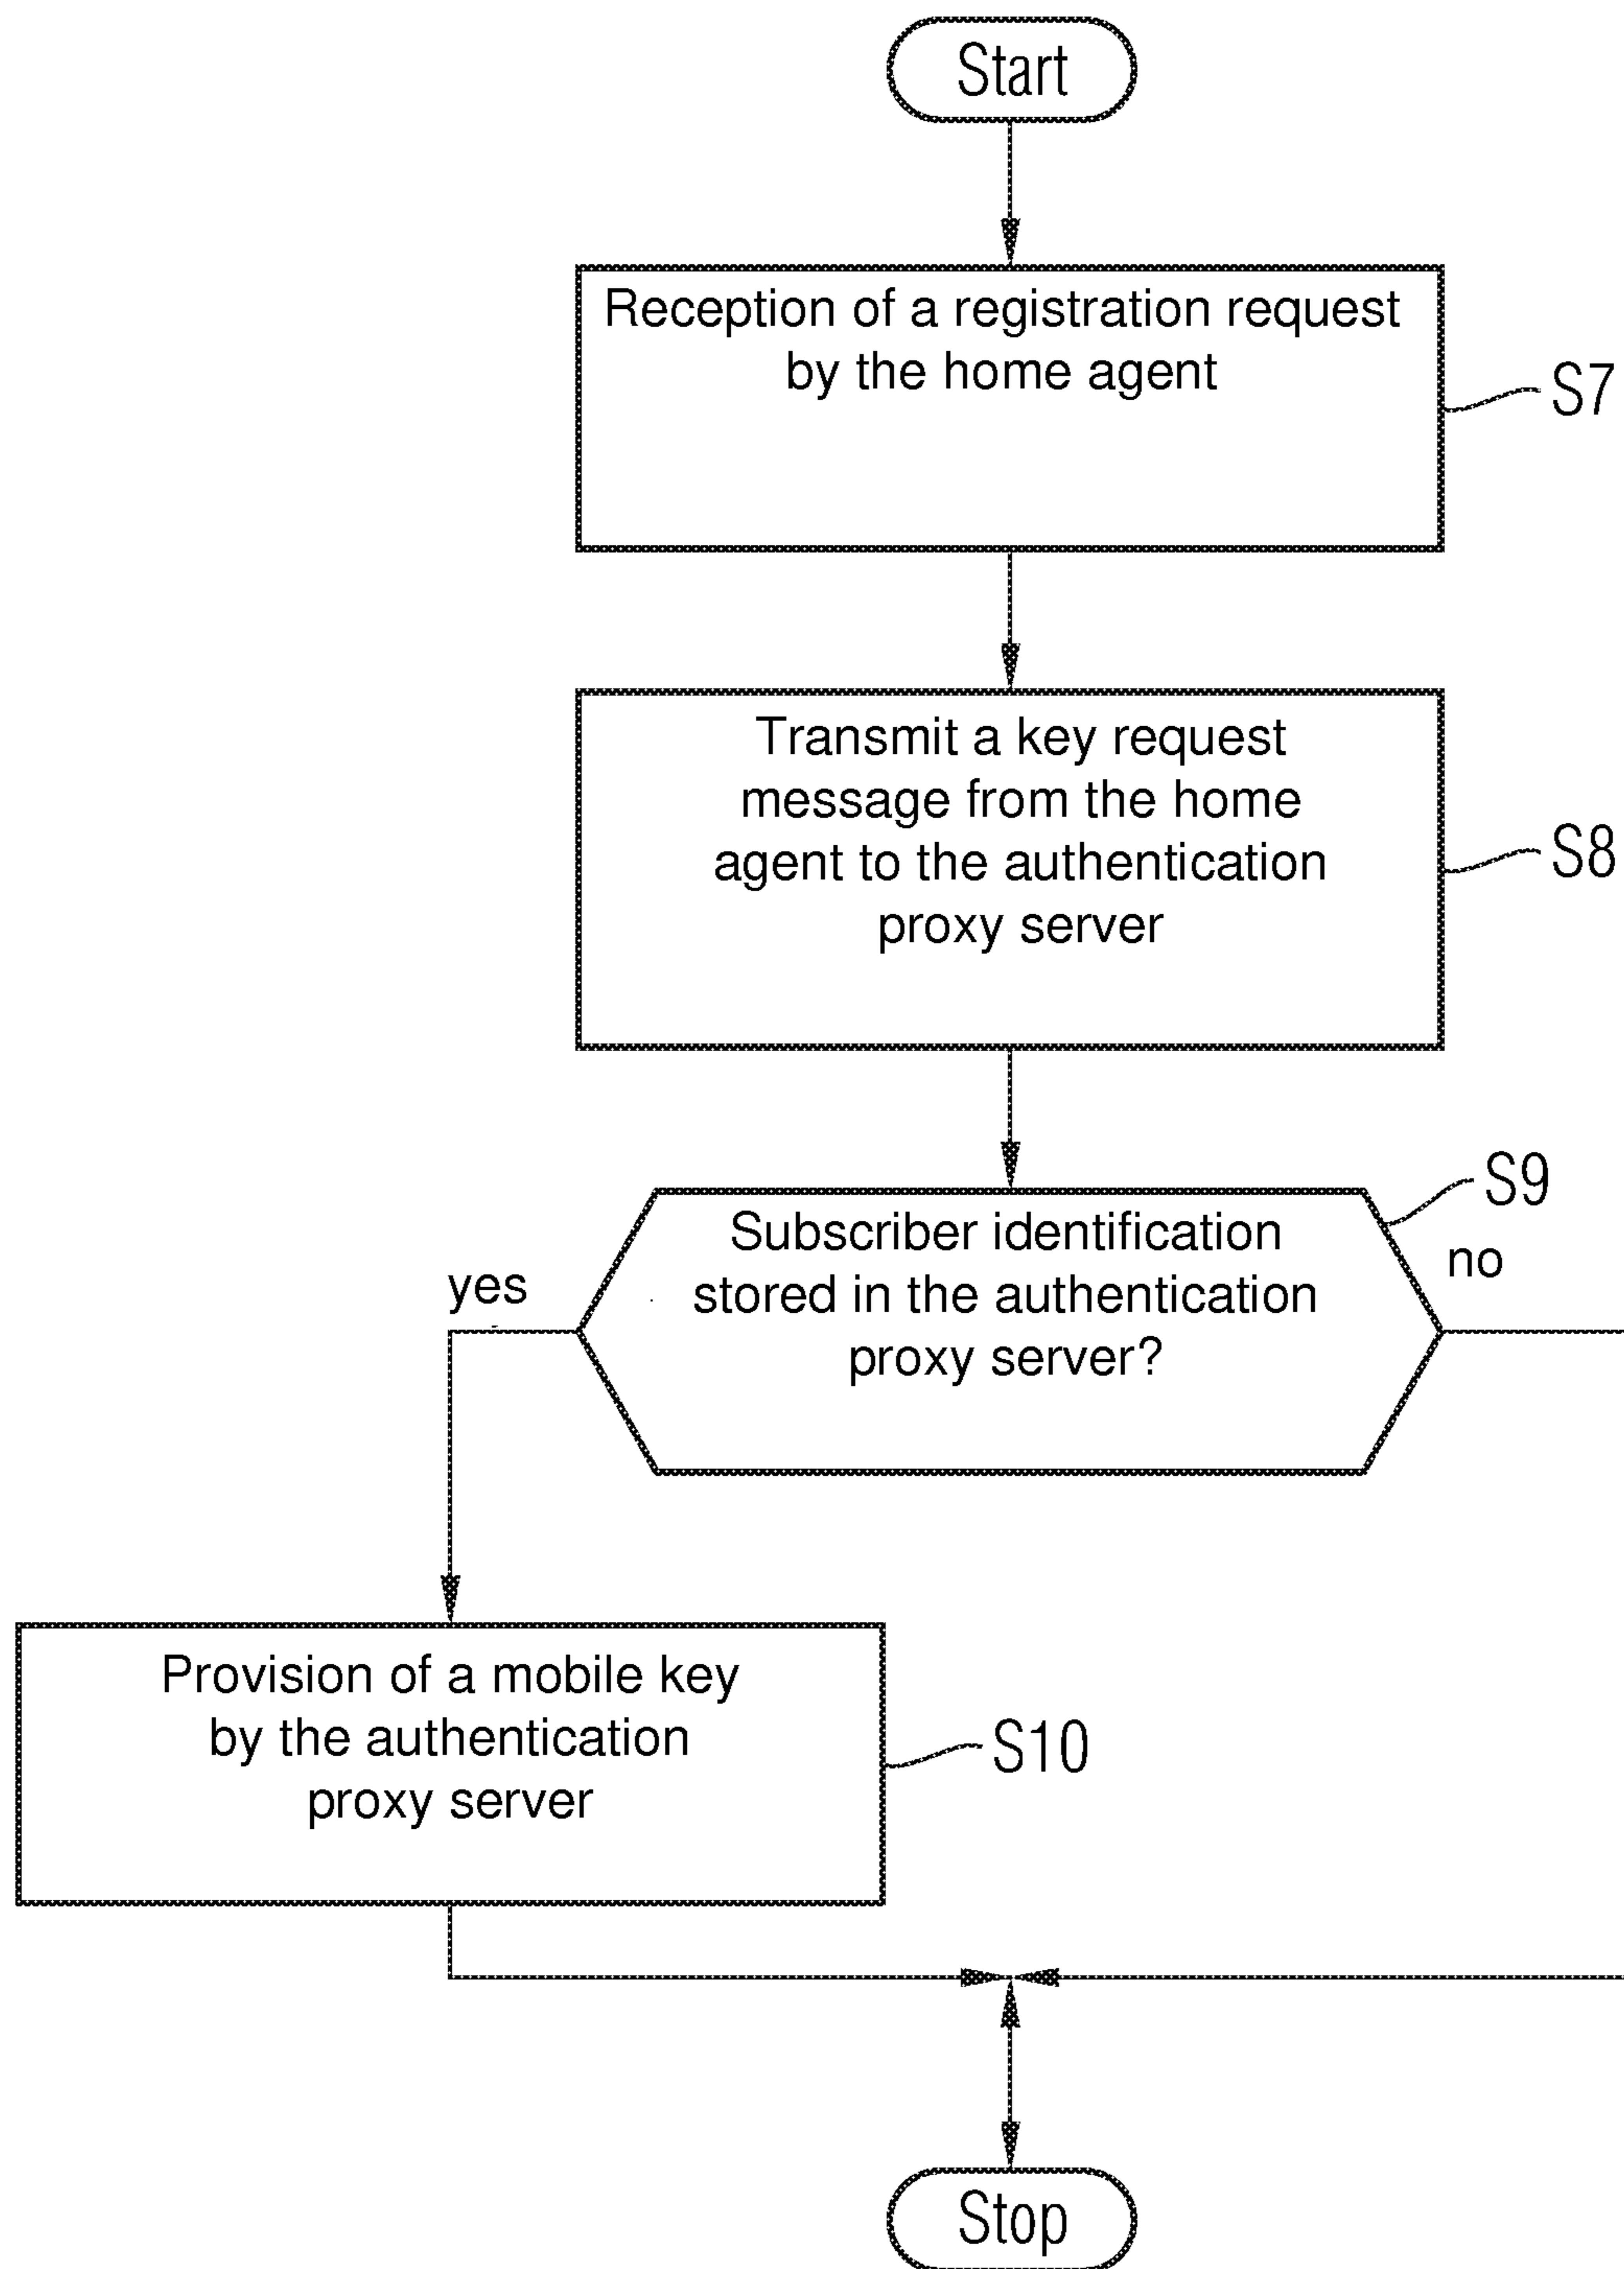 Start
Reception of a registration request
by the home agent
S7
Transmit a key request
message from the home
agent to the authentication
proxy server
S8
Subscriber identification
stored in the authentication
proxy server?
S9
yes
no
Provision of a mobile key
by the authentication
proxy server
S10
Stop